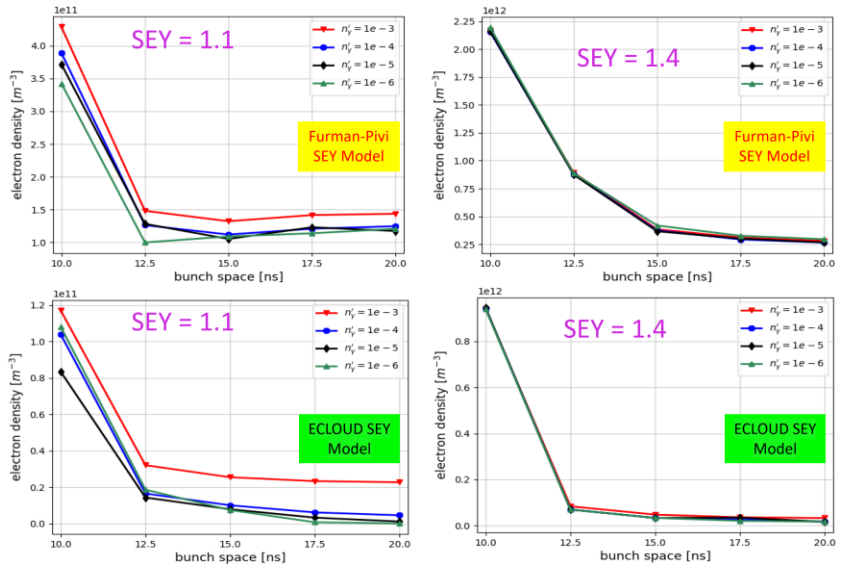 1e11
SEY = 1.1
n'γ = 1e − 3
n'γ = 1e − 4
n'γ = 1e − 5
n'γ = 1e − 6
Furman-Pivi
SEY Model
electron density [m⁻³]
4.0
3.5
3.0
2.5
2.0
1.5
1.0
10.0 12.5 15.0 17.5 20.0
bunch space [ns]
1e12
SEY = 1.4
n'γ = 1e − 3
n'γ = 1e − 4
n'γ = 1e − 5
n'γ = 1e − 6
Furman-Pivi
SEY Model
electron density [m⁻³]
2.25
2.00
1.75
1.50
1.25
1.00
0.75
0.50
0.25
10.0 12.5 15.0 17.5 20.0
bunch space [ns]
1e11
SEY = 1.1
n'γ = 1e − 3
n'γ = 1e − 4
n'γ = 1e − 5
n'γ = 1e − 6
ECLOUD SEY
Model
electron density [m⁻³]
1.2
1.0
0.8
0.6
0.4
0.2
0.0
10.0 12.5 15.0 17.5 20.0
bunch space [ns]
1e12
SEY = 1.4
n'γ = 1e − 3
n'γ = 1e − 4
n'γ = 1e − 5
n'γ = 1e − 6
ECLOUD SEY
Model
electron density [m⁻³]
0.8
0.6
0.4
0.2
0.0
10.0 12.5 15.0 17.5 20.0
bunch space [ns]